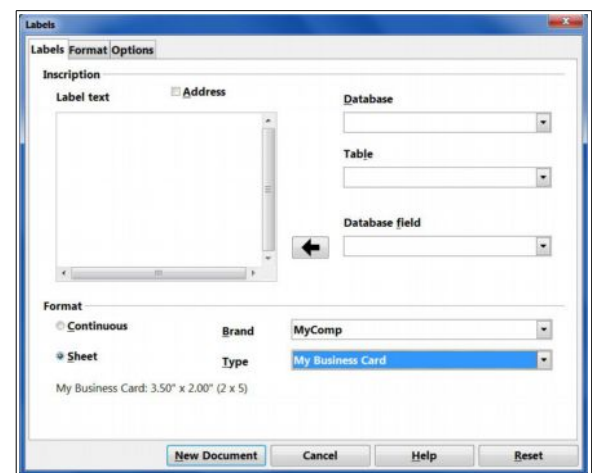 Labels
Labels Format Options
Inscription
Label text
Address
Database
Table
Database field
Format
Continuous
Brand
MyComp
Sheet
Type
My Business Card
My Business Card: 3.50" x 2.00" (2 x 5)
New Document Cancel Help Reset